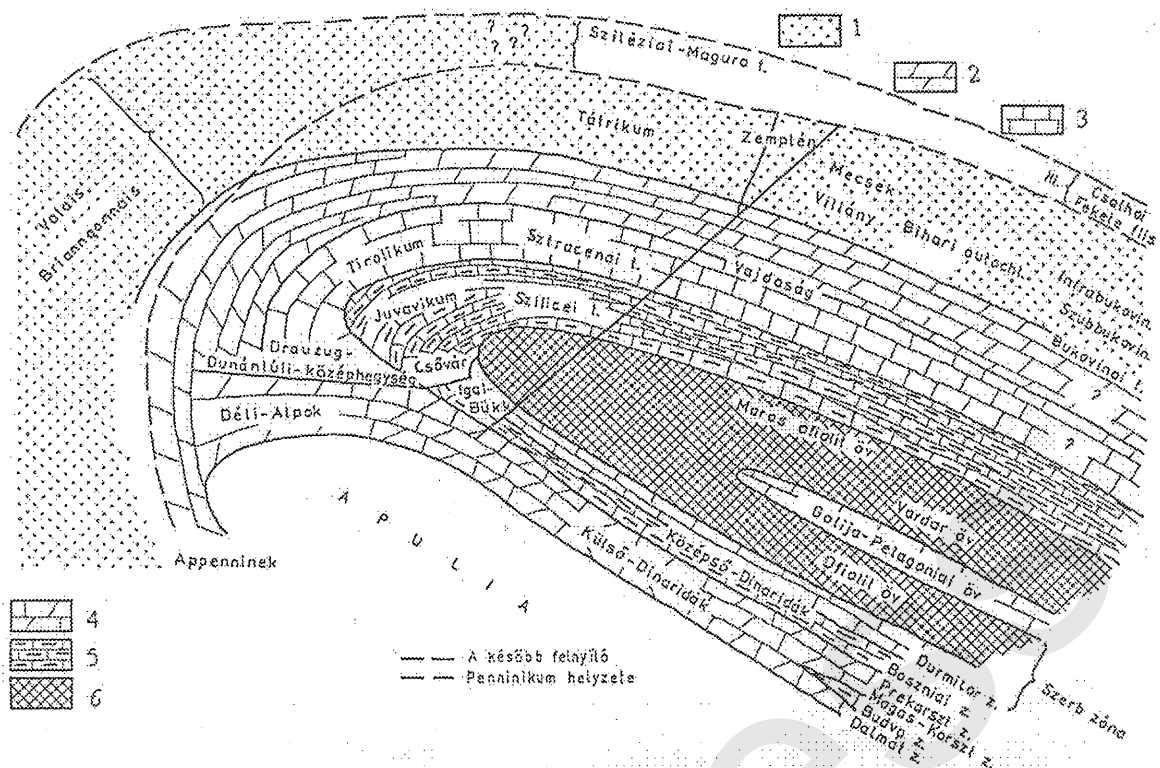 1
2
3
Sziléziai-Magura t.
? ? ?
? ?
Tátrikum
Zemplén
Mecsek
Villány
Bihari autocht.
M.
Csalhai
Fekete flis
Infrabukovin.
Szubbukovin.
Bukovinai t.
Valais
Briançonnais
Tirolikum
Sztracenai t.
Vajdaság
Juvavikum
Szilicei t.
Drauzug-
Dunántúli-középhegység
Csővár
Igal-
Bükk
Déli-Alpok
?
?
Maros ofiolit öv
Vardar öv
Golija-Pelagoniai öv
Ofiolit öv
Középső-Dinaridák
Külső-Dinaridák
APULIA
Appenninek
4
5
6
A később felnyíló
Penninikum helyzete
Durmitor z.
Boszniai z.
Prekarszt z.
Magas-Karszt z.
Budva z.
Dalmát z.
Szerb zóna